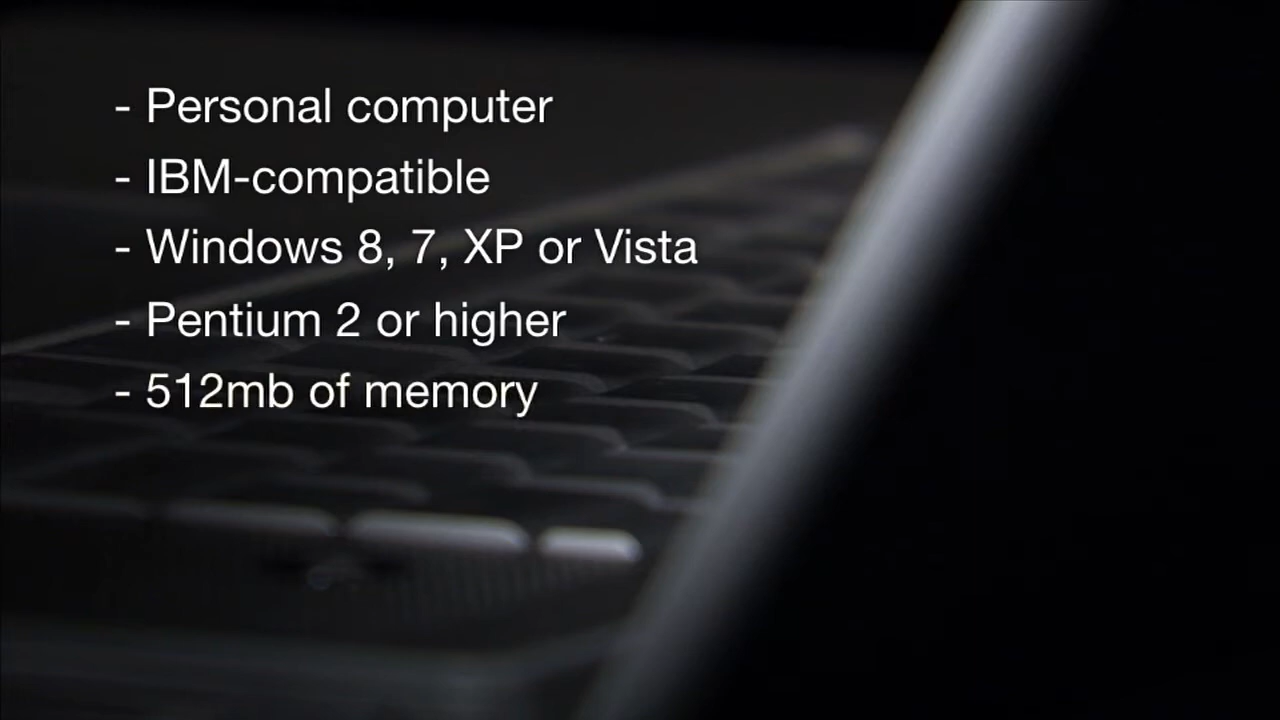 - Personal computer
- IBM-compatible
- Windows 8, 7, XP or Vista
- Pentium 2 or higher
- 512mb of memory